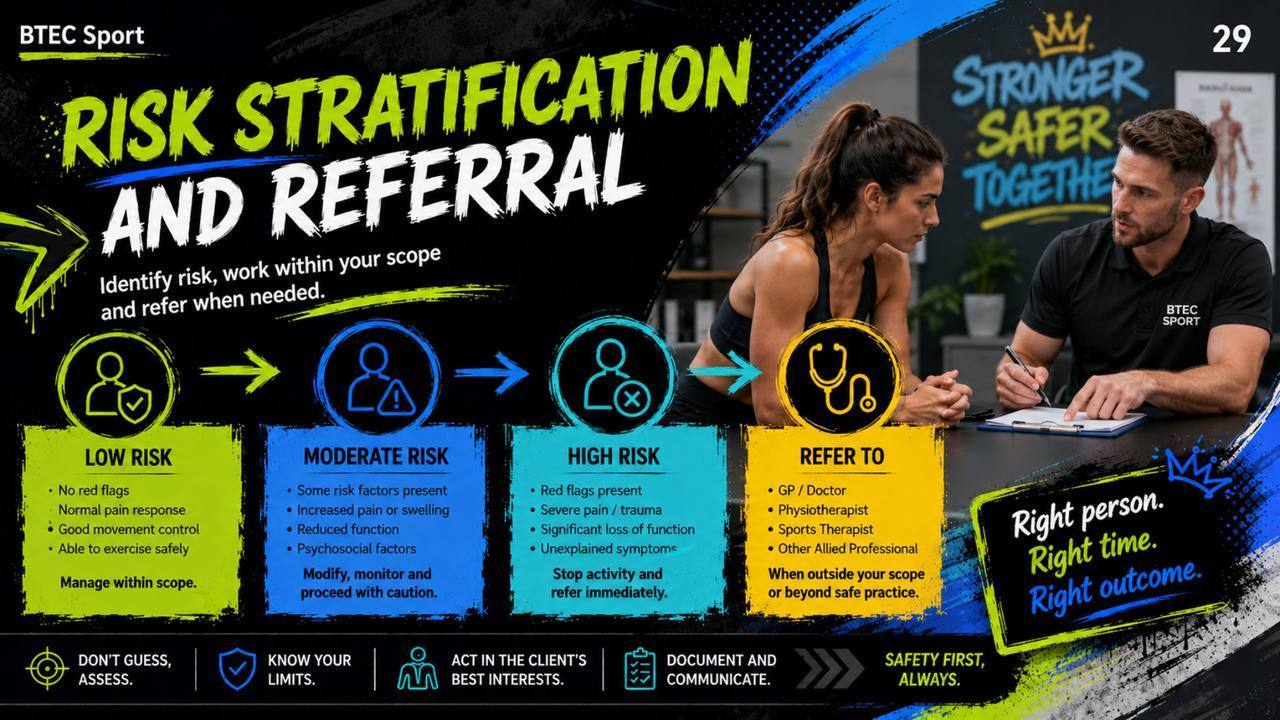 BTEC Sport
29
RISK STRATIFICATION
AND REFERRAL
Identify risk, work within your scope
and refer when needed.
STRONGER
SAFER
TOGETHE
BTEC
SPORT
LOW RISK
• No red flags
Normal pain response
• Good movement control
• Able to exercise safely
Manage within scope.
MODERATE RISK
• Some risk factors present
• Increased pain or swelling
• Reduced function
• Psychosocial factors
Modify, monitor and
proceed with caution.
HIGH RISK
• Red flags present
• Severe pain / trauma
• Significant loss of function
• Unexplained symptoms
Stop activity and
refer immediately.
REFER TO
• GP / Doctor
• Physiotherapist
• Sports Therapist
• Other Allied Professional
When outside your scope
or beyond safe practice.
Right person.
Right time.
Right outcome.
DON'T GUESS,
ASSESS.
KNOW YOUR
LIMITS.
ACT IN THE CLIENT'S
BEST INTERESTS.
DOCUMENT AND
COMMUNICATE.
SAFETY FIRST,
ALWAYS.